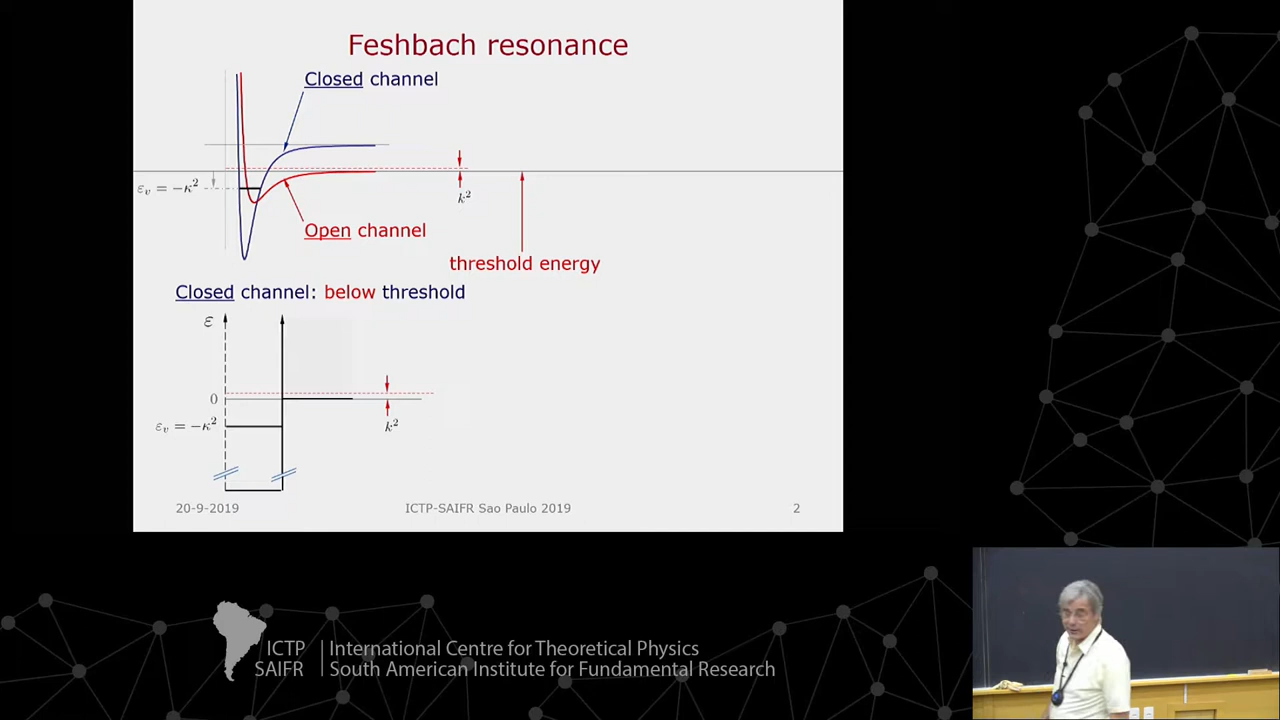 Feshbach resonance
Closed channel
εᵥ = −κ²
k²
Open channel
threshold energy
Closed channel: below threshold
ε
0
εᵥ = −κ²
k²
20-9-2019 ICTP-SAIFR Sao Paulo 2019 2
ICTP International Centre for Theoretical Physics
SAIFR South American Institute for Fundamental Research